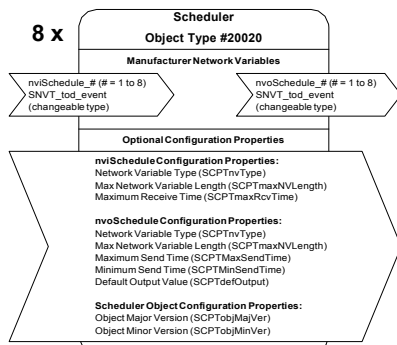 8 x
Scheduler
Object Type #20020
Manufacturer Network Variables
nviSchedule_# (# = 1 to 8)
SNVT_tod_event
(changeable type)
nvoSchedule_# (# = 1 to 8)
SNVT_tod_event
(changeable type)
Optional Configuration Properties
nviSchedule Configuration Properties:
Network Variable Type (SCPTnvType)
Max Network Variable Length (SCPTmaxNVLength)
Maximum Receive Time (SCPTmaxRcvTime)
nvoSchedule Configuration Properties:
Network Variable Type (SCPTnvType)
Max Network Variable Length (SCPTmaxNVLength)
Maximum Send Time (SCPTMaxSendTime)
Minimum Send Time (SCPTMinSendTime)
Default Output Value (SCPTdefOutput)
Scheduler Object Configuration Properties:
Object Major Version (SCPTobjMajVer)
Object Minor Version (SCPTobjMinVer)